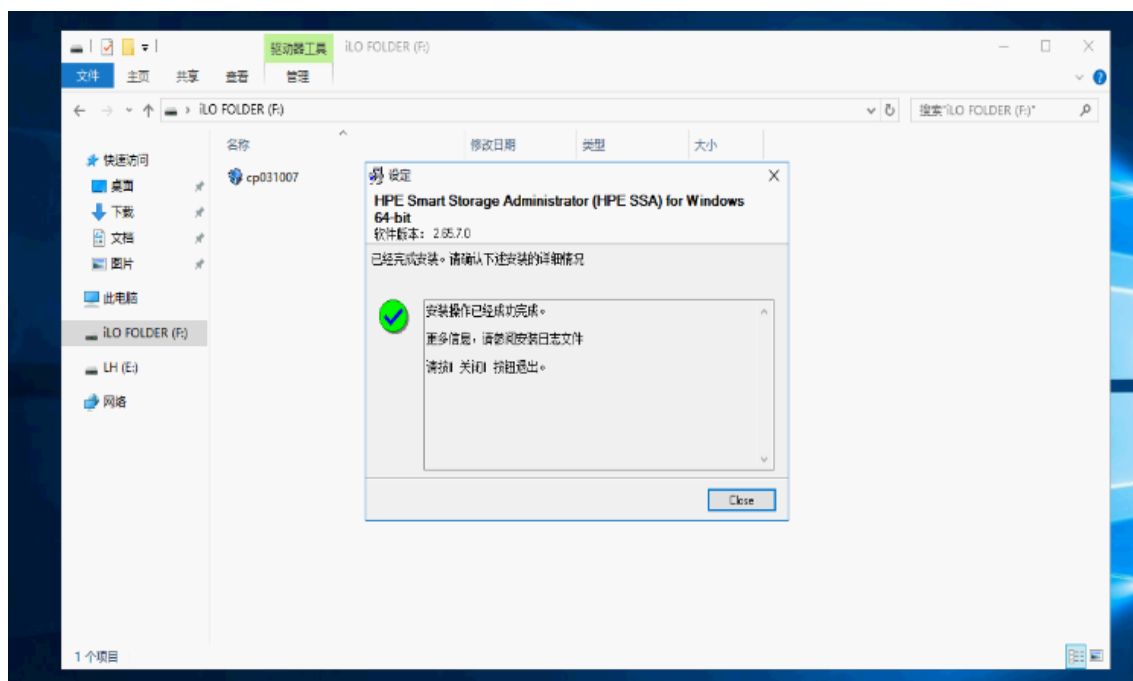 驱动器工具 iLO FOLDER (F:)
文件 主页 共享 查看 管理
iLO FOLDER (F:) 搜索"iLO FOLDER (F:)"
名称 修改日期 类型 大小
快速访问
桌面
下载
文档
图片
此电脑
iLO FOLDER (F:)
LH (E:)
网络
cp031007
设定
HPE Smart Storage Administrator (HPE SSA) for Windows
64-bit
软件版本: 2.65.7.0
已经完成安装。请确认下述安装的详细情况
安装操作已经成功完成。
更多信息,请参阅安装日志文件
请按 关闭 按钮退出。
Close
1 个项目